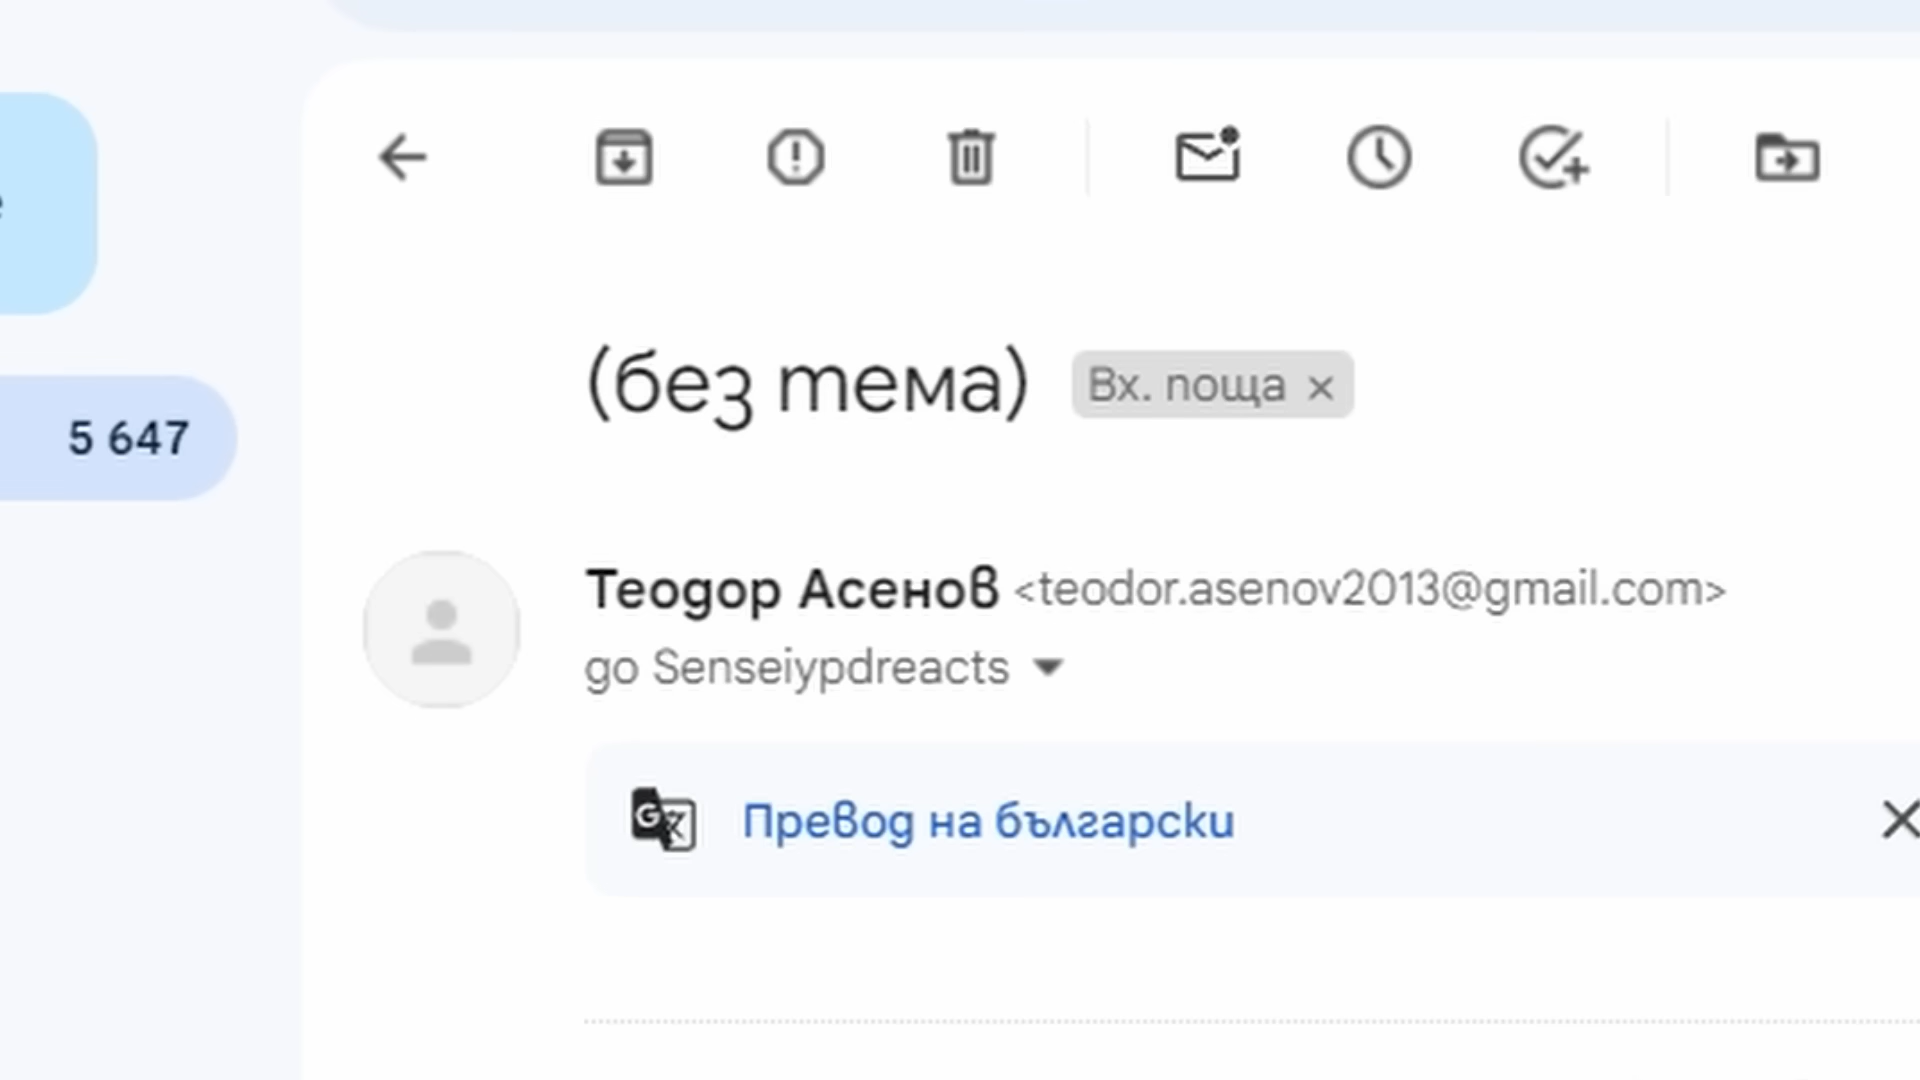 (без тема) Вх. поща ×
5 647
Теодор Асенов <teodor.asenov2013@gmail.com>
до Senseiypdreacts
Превод на български